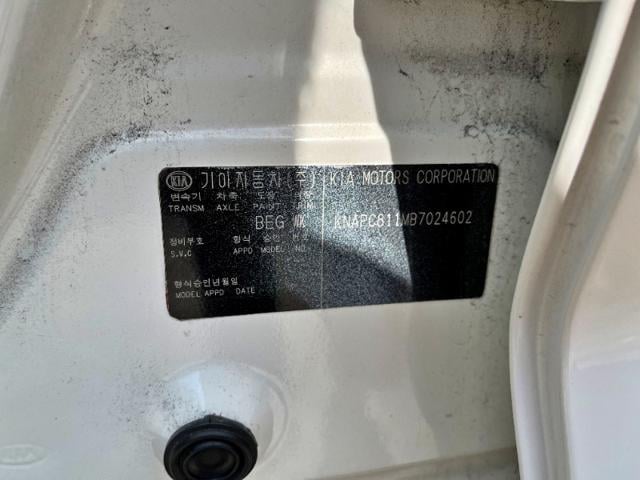 KIA 기아자동차(주) KIA MOTORS CORPORATION
변속기 차축 도장 내장
TRANSM AXLE PAINT TRIM
BEG WK KNAPC811MB7024602
정비부호 형식 승인 번호
S.V.C APPD MODEL NO.
형식승인년월일
MODEL APPD DATE
KIA